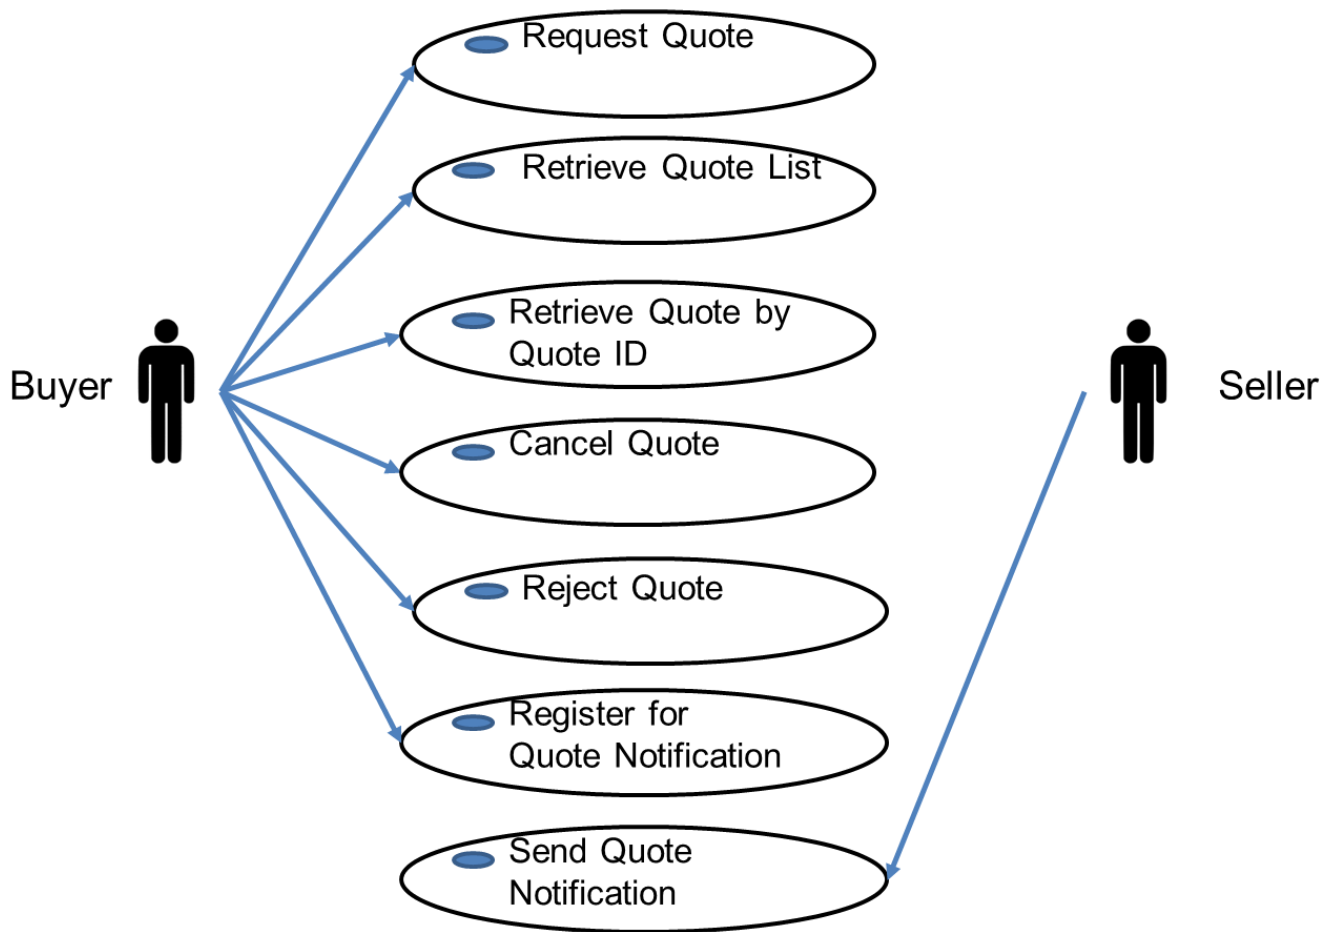 Request Quote
Retrieve Quote List
Retrieve Quote by
Quote ID
Buyer
Seller
Cancel Quote
Reject Quote
Register for
Quote Notification
Send Quote
Notification